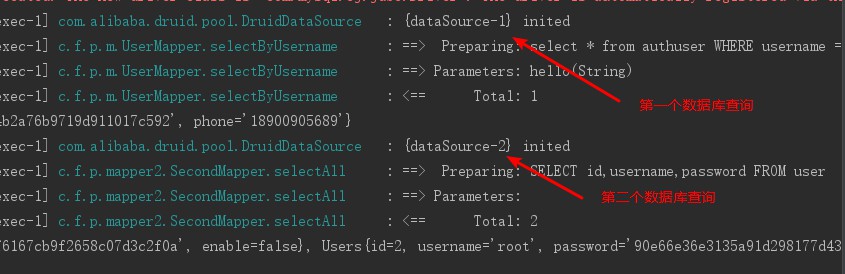 exec-1] com.alibaba.druid.pool.DruidDataSource : {dataSource-1} inited
exec-1] c.f.p.m.UserMapper.selectByUsername : ==> Preparing: select * from authuser WHERE username =
exec-1] c.f.p.m.UserMapper.selectByUsername : ==> Parameters: hello(String)
exec-1] c.f.p.m.UserMapper.selectByUsername : <== Total: 1
第一个数据库查询
4b2a76b9719d911017c592', phone='18900905689'}
exec-1] com.alibaba.druid.pool.DruidDataSource : {dataSource-2} inited
exec-1] c.f.p.mapper2.SecondMapper.selectAll : ==> Preparing: SELECT id,username,password FROM user
exec-1] c.f.p.mapper2.SecondMapper.selectAll : ==> Parameters:
第二个数据库查询
exec-1] c.f.p.mapper2.SecondMapper.selectAll : <== Total: 2
76167cb9f2658c07d3c2f0a', enable=false}, Users{id=2, username='root', password='90e66e36e3135a91d298177d43